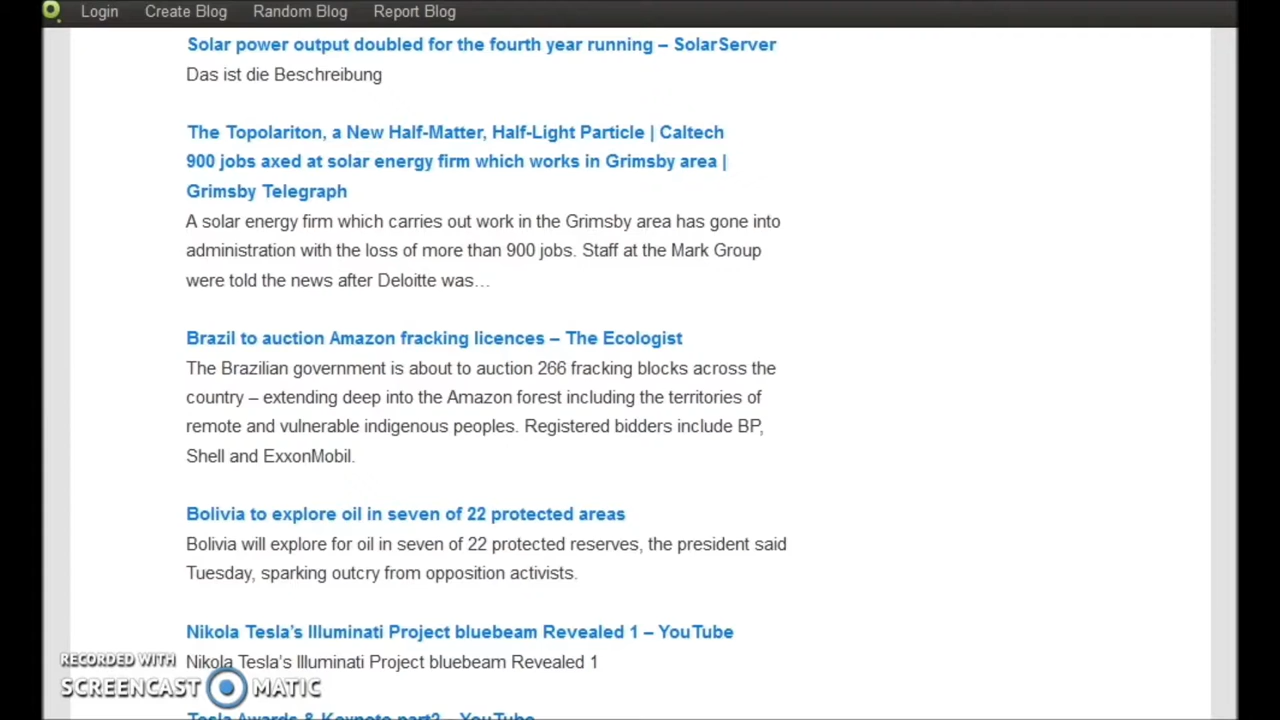 Login Create Blog Random Blog Report Blog
Solar power output doubled for the fourth year running – SolarServer
Das ist die Beschreibung
The Topolariton, a New Half-Matter, Half-Light Particle | Caltech
900 jobs axed at solar energy firm which works in Grimsby area |
Grimsby Telegraph
A solar energy firm which carries out work in the Grimsby area has gone into
administration with the loss of more than 900 jobs. Staff at the Mark Group
were told the news after Deloitte was…
Brazil to auction Amazon fracking licences – The Ecologist
The Brazilian government is about to auction 266 fracking blocks across the
country – extending deep into the Amazon forest including the territories of
remote and vulnerable indigenous peoples. Registered bidders include BP,
Shell and ExxonMobil.
Bolivia to explore oil in seven of 22 protected areas
Bolivia will explore for oil in seven of 22 protected reserves, the president said
Tuesday, sparking outcry from opposition activists.
Nikola Tesla's Illuminati Project bluebeam Revealed 1 – YouTube
Nikola Tesla's Illuminati Project bluebeam Revealed 1
RECORDED WITH
SCREENCAST MATIC
Tesla Awards & Keynote part2 – YouTube